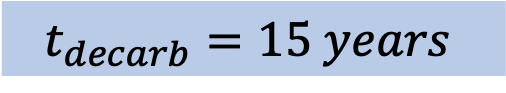 t_decarb = 15 years